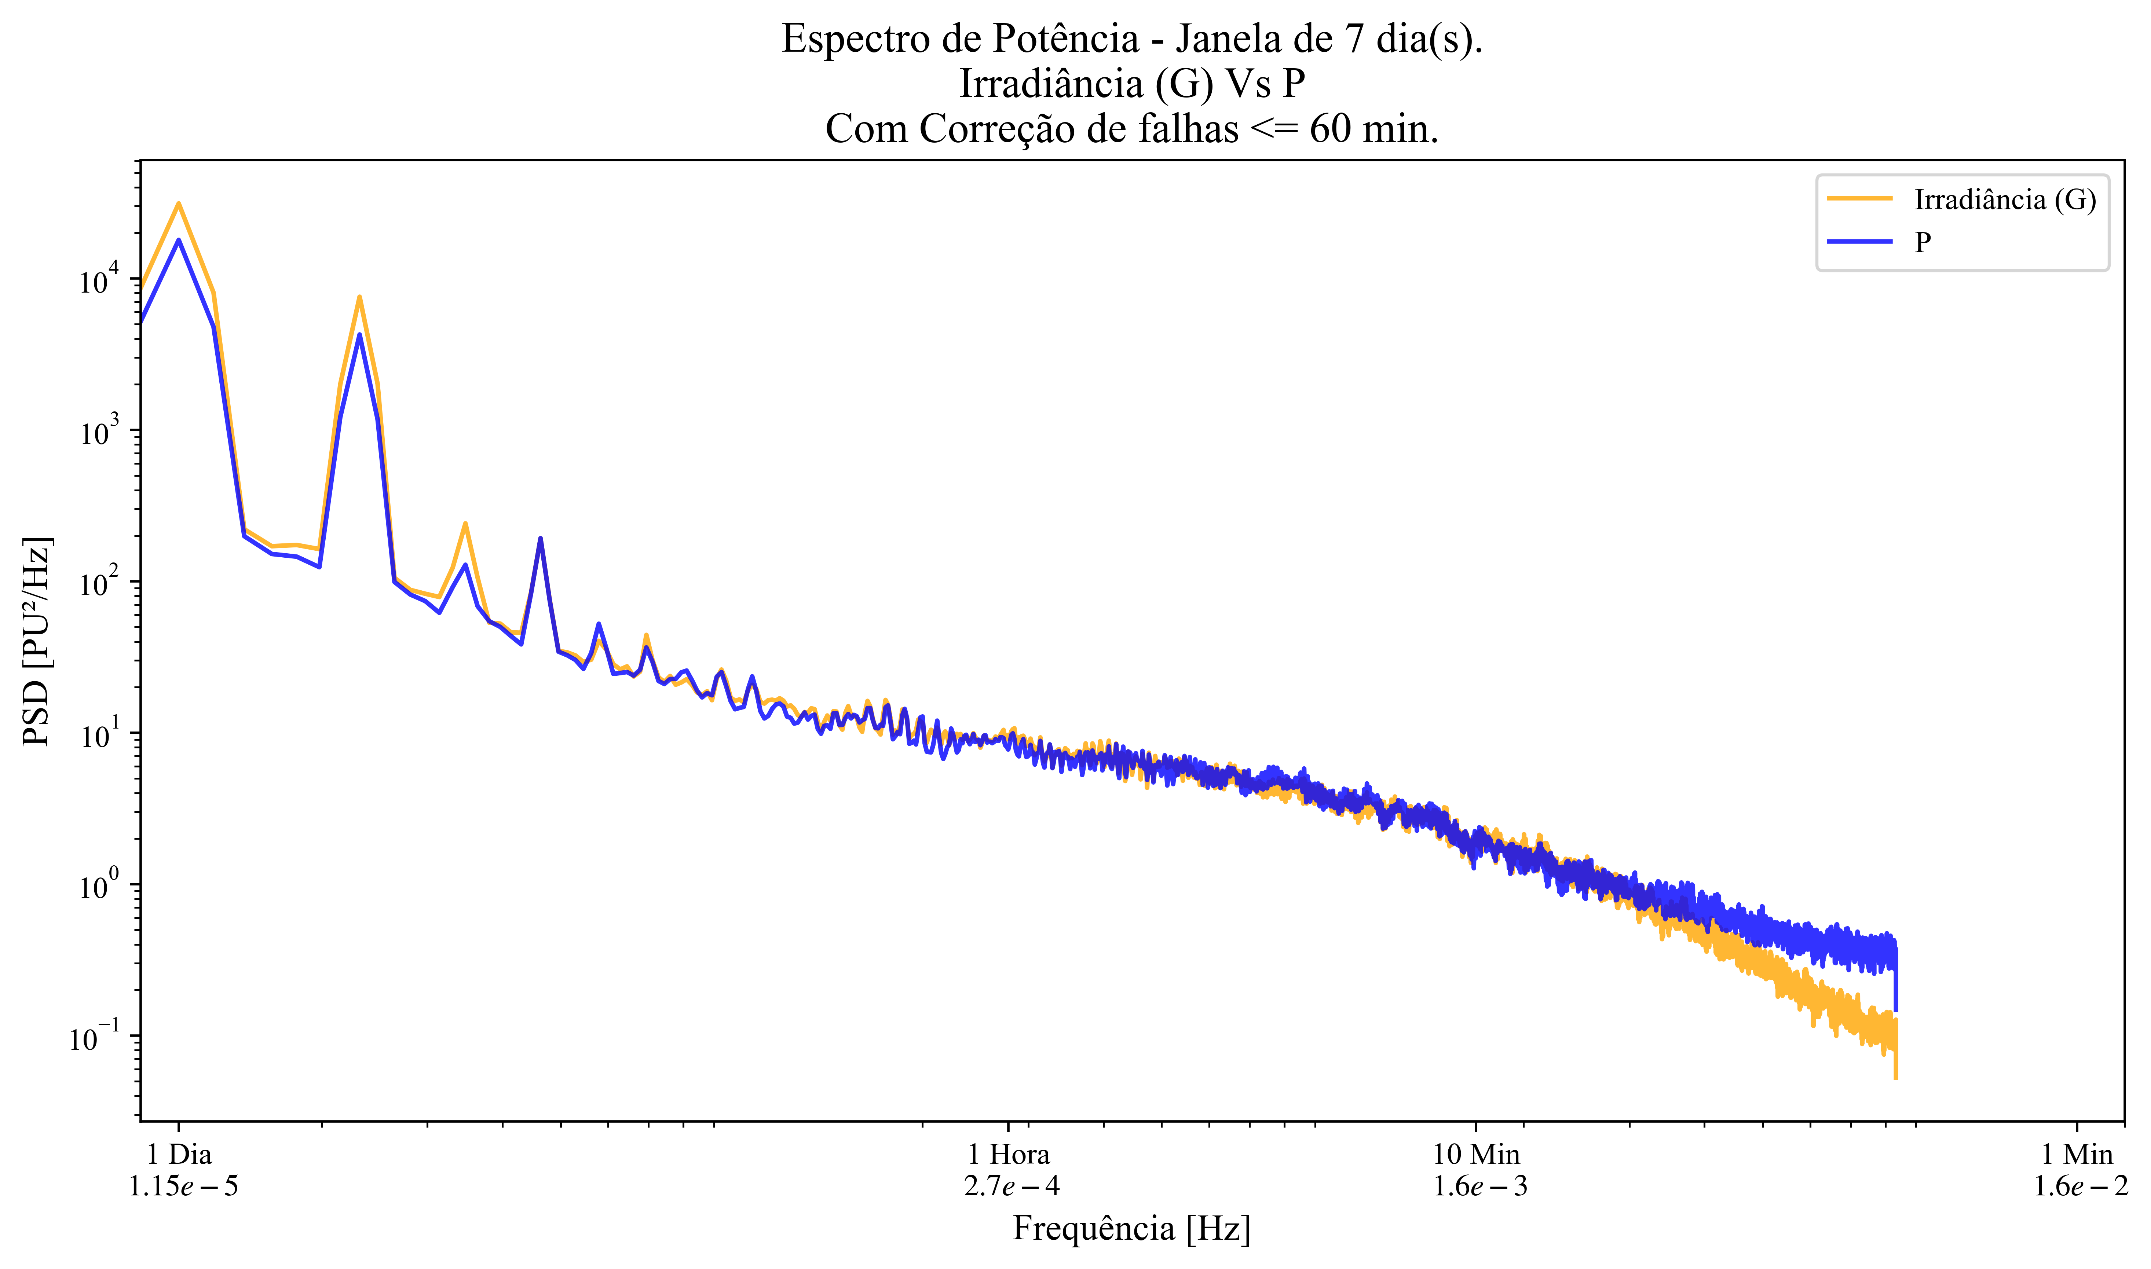 Espectro de Potência - Janela de 7 dia(s).
Irradiância (G) Vs P
Com Correção de falhas <= 60 min.
Irradiância (G)
P
PSD [PU²/Hz]
10⁴
10³
10²
10¹
10⁰
10⁻¹
1 Dia
1.15e − 5
1 Hora
2.7e − 4
10 Min
1.6e − 3
1 Min
1.6e − 2
Frequência [Hz]